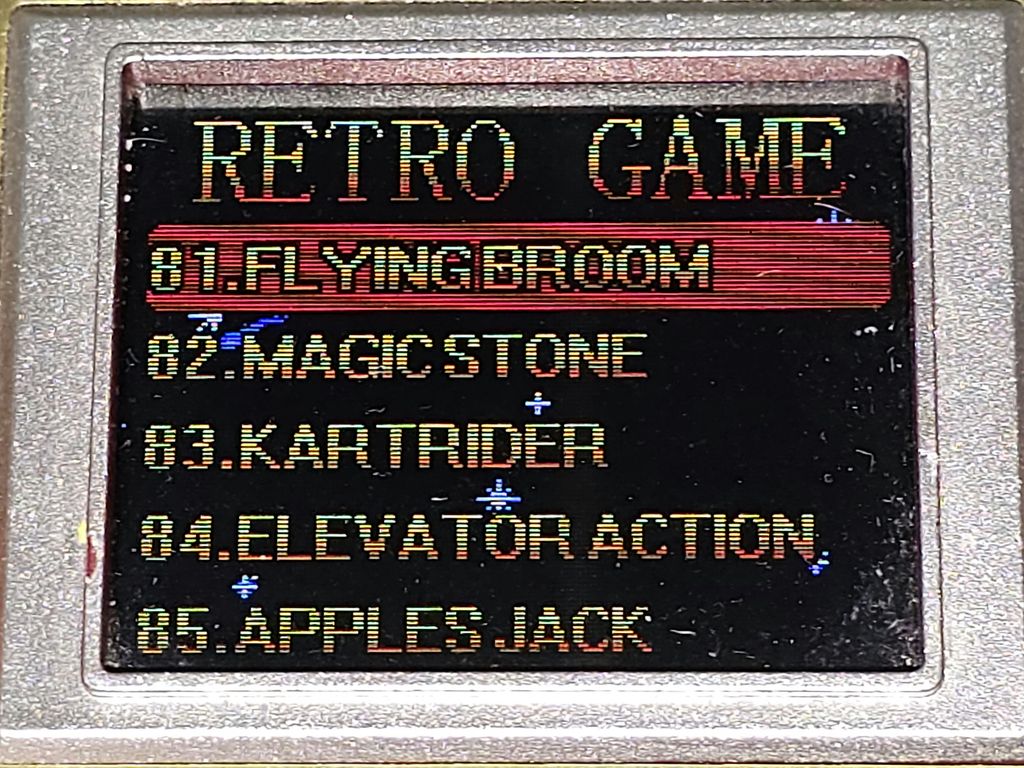 RETRO GAME
81.FLYING BROOM
82.MAGIC STONE
83.KARTRIDER
84.ELEVATOR ACTION
85.APPLES JACK